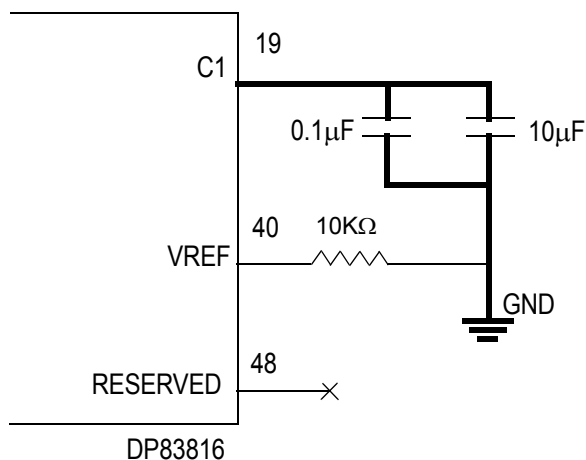 19
C1
0.1μF
10μF
40
10KΩ
VREF
GND
48
RESERVED
DP83816